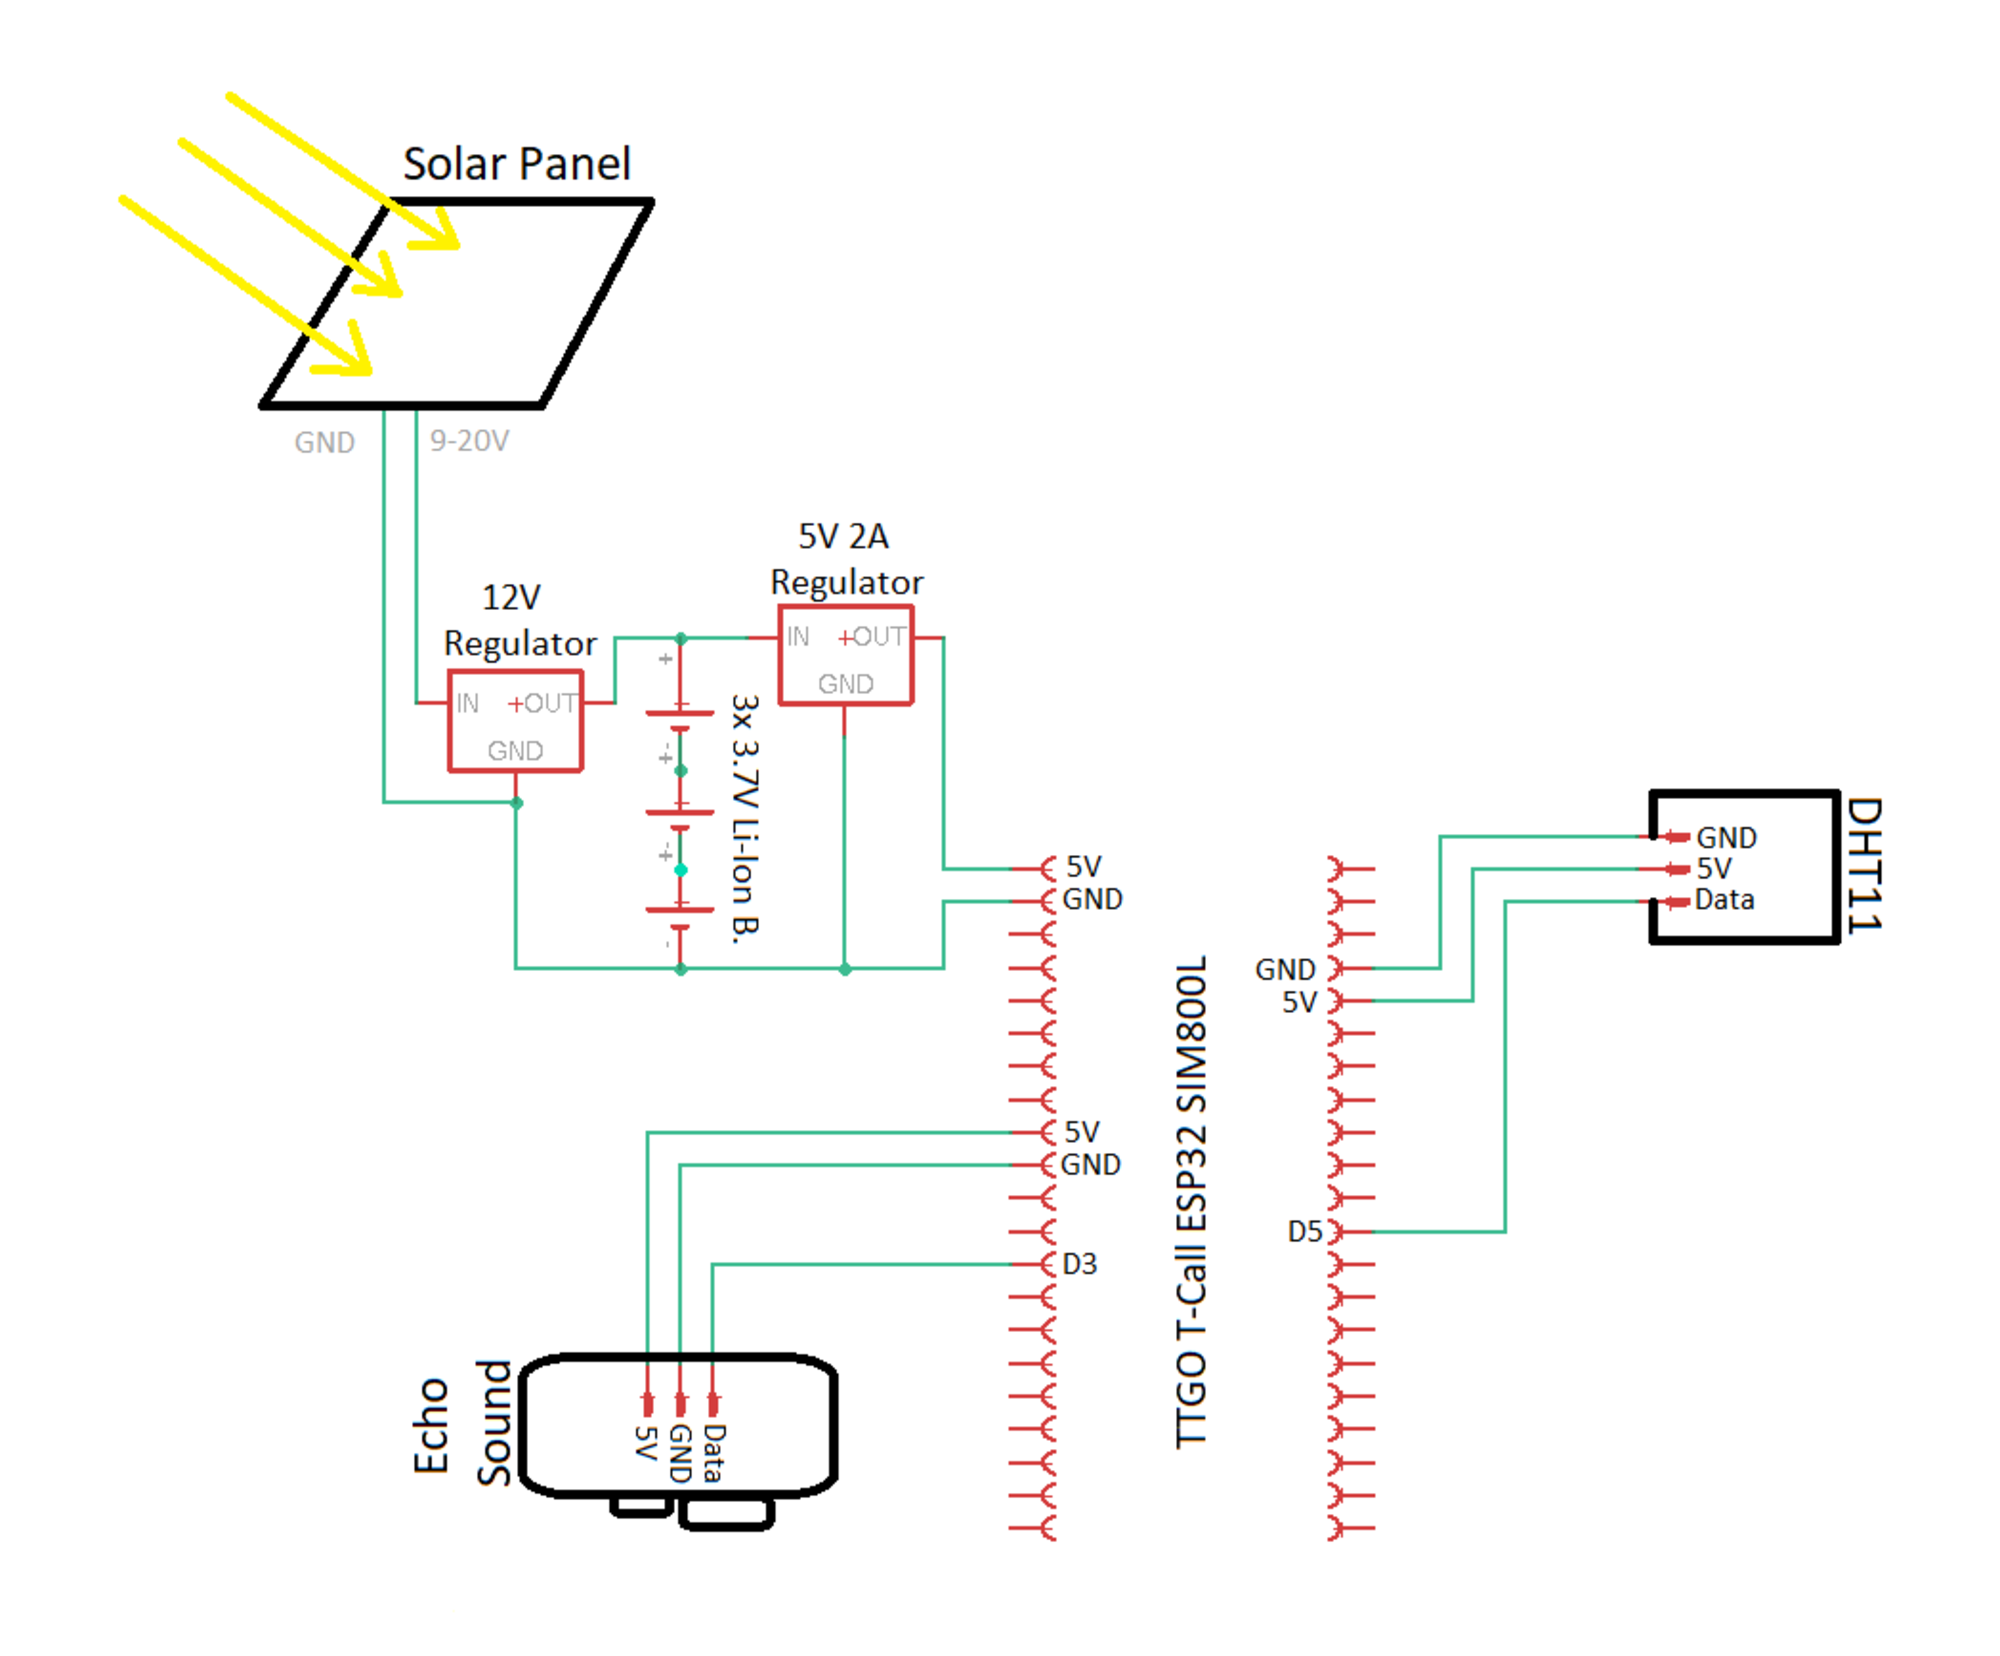 Solar Panel
GND
9-20V
5V 2A
Regulator
IN
+OUT
GND
12V
Regulator
IN
+OUT
GND
+
-
+
-
+
-
3x 3.7V Li-Ion B.
5V
GND
5V
GND
D3
TTGO T-Call ESP32 SIM800L
GND
5V
D5
GND
5V
Data
DHT11
Echo
Sound
5V
GND
Data